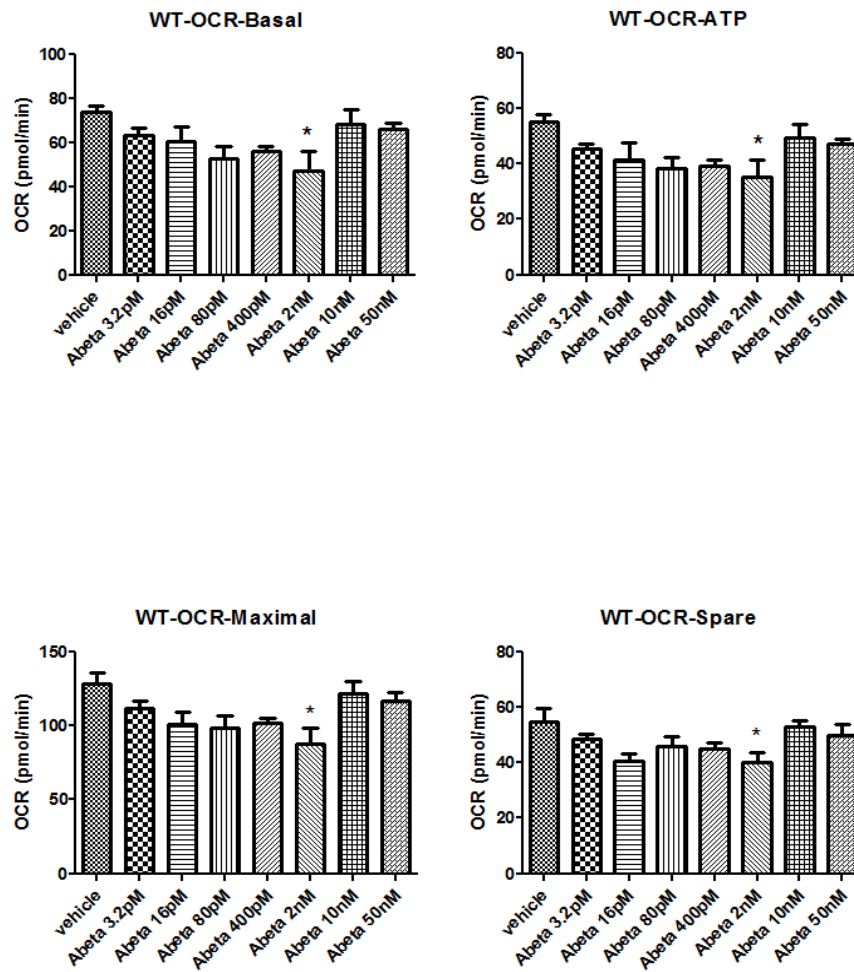 WT-OCR-Basal
OCR (pmol/min)
100
80
60
40
20
0
*
vehicle
Abeta 3.2pM
Abeta 16pM
Abeta 80pM
Abeta 400pM
Abeta 2nM
Abeta 10nM
Abeta 50nM
WT-OCR-ATP
OCR (pmol/min)
80
60
40
20
0
*
vehicle
Abeta 3.2pM
Abeta 16pM
Abeta 80pM
Abeta 400pM
Abeta 2nM
Abeta 10nM
Abeta 50nM
WT-OCR-Maximal
OCR (pmol/min)
150
100
50
0
*
vehicle
Abeta 3.2pM
Abeta 16pM
Abeta 80pM
Abeta 400pM
Abeta 2nM
Abeta 10nM
Abeta 50nM
WT-OCR-Spare
OCR (pmol/min)
80
60
40
20
0
*
vehicle
Abeta 3.2pM
Abeta 16pM
Abeta 80pM
Abeta 400pM
Abeta 2nM
Abeta 10nM
Abeta 50nM